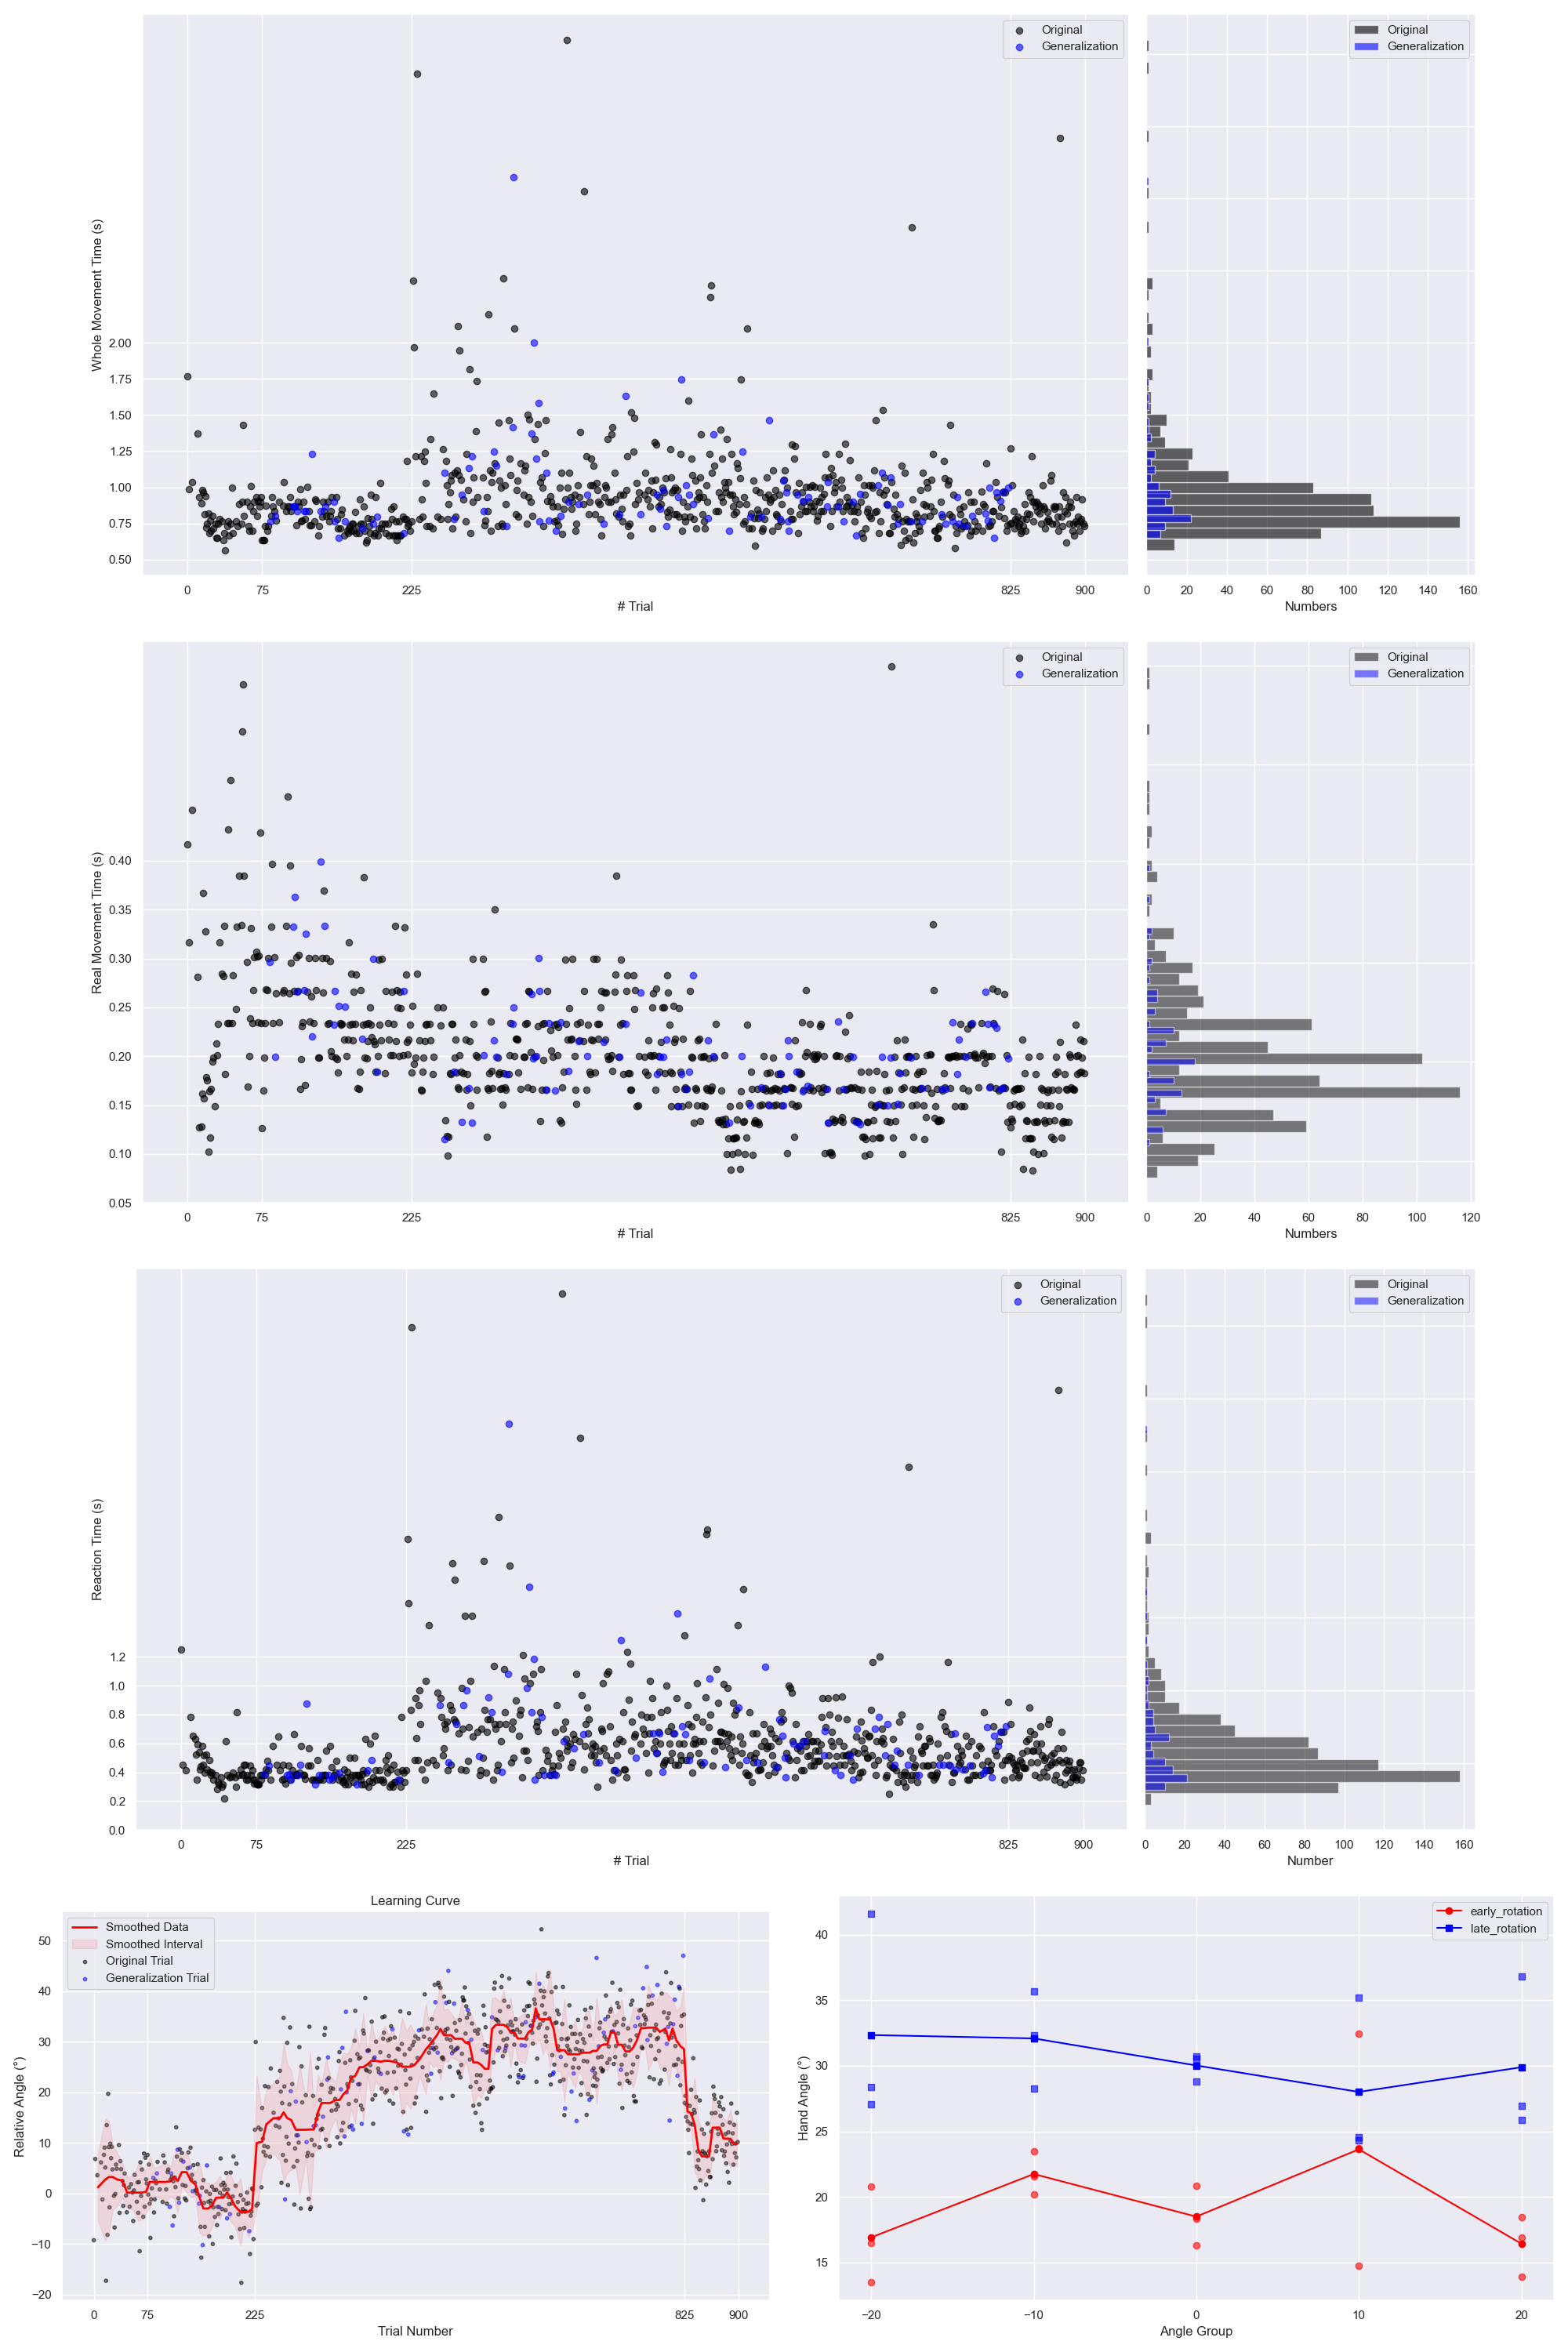 Original
Generalization
Original
Generalization
Whole Movement Time (s)
2.00
1.75
1.50
1.25
1.00
0.75
0.50
0 75 225 825 900
# Trial
0 20 40 60 80 100 120 140 160
Numbers
Original
Generalization
Original
Generalization
Real Movement Time (s)
0.40
0.35
0.30
0.25
0.20
0.15
0.10
0.05
0 75 225 825 900
# Trial
0 20 40 60 80 100 120
Numbers
Original
Generalization
Original
Generalization
Reaction Time (s)
1.2
1.0
0.8
0.6
0.4
0.2
0.0
0 75 225 825 900
# Trial
0 20 40 60 80 100 120 140 160
Number
Learning Curve
Smoothed Data
Smoothed Interval
Original Trial
Generalization Trial
Relative Angle (°)
50
40
30
20
10
0
−10
−20
0 75 225 825 900
Trial Number
early_rotation
late_rotation
Hand Angle (°)
40
35
30
25
20
15
−20 −10 0 10 20
Angle Group